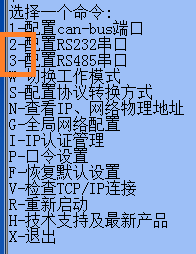 选择一个命令:
1-配置can-bus端口
2-配置RS232串口
3-配置RS485串口
W-切换工作模式
S-配置协议转换方式
N-查看IP、网络物理地址
G-全局网络配置
I-IP认证管理
P-口令设置
F-恢复默认设置
V-检查TCP/IP连接
R-重新启动
H-技术支持及最新产品
X-退出